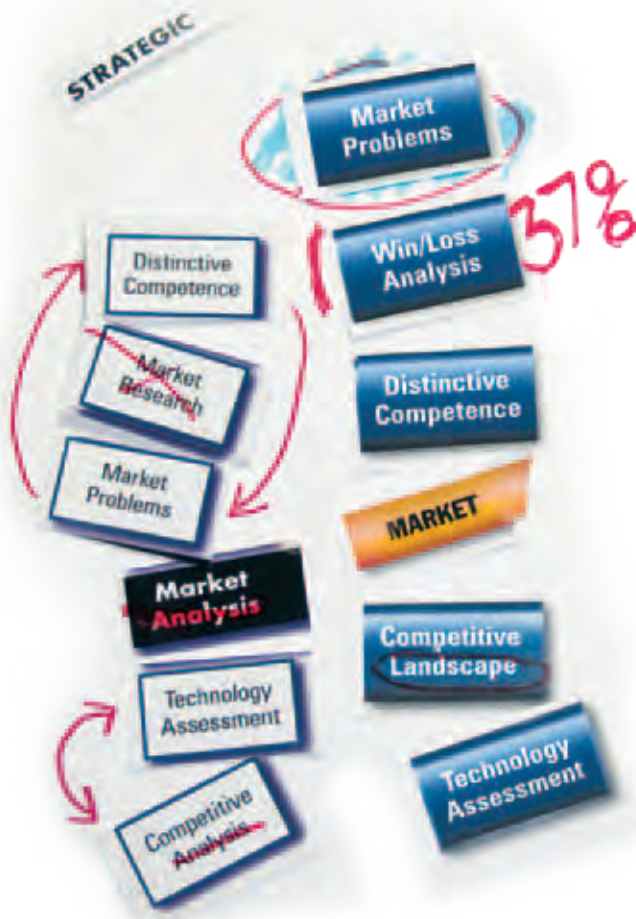 STRATEGIC
Market
Problems
Win/Loss
Analysis
37%
Distinctive
Competence
MARKET
Competitive
Landscape
Technology
Assessment
Distinctive
Competence
Market
Research
Market
Problems
Market
Analysis
Technology
Assessment
Competitive
Analysis